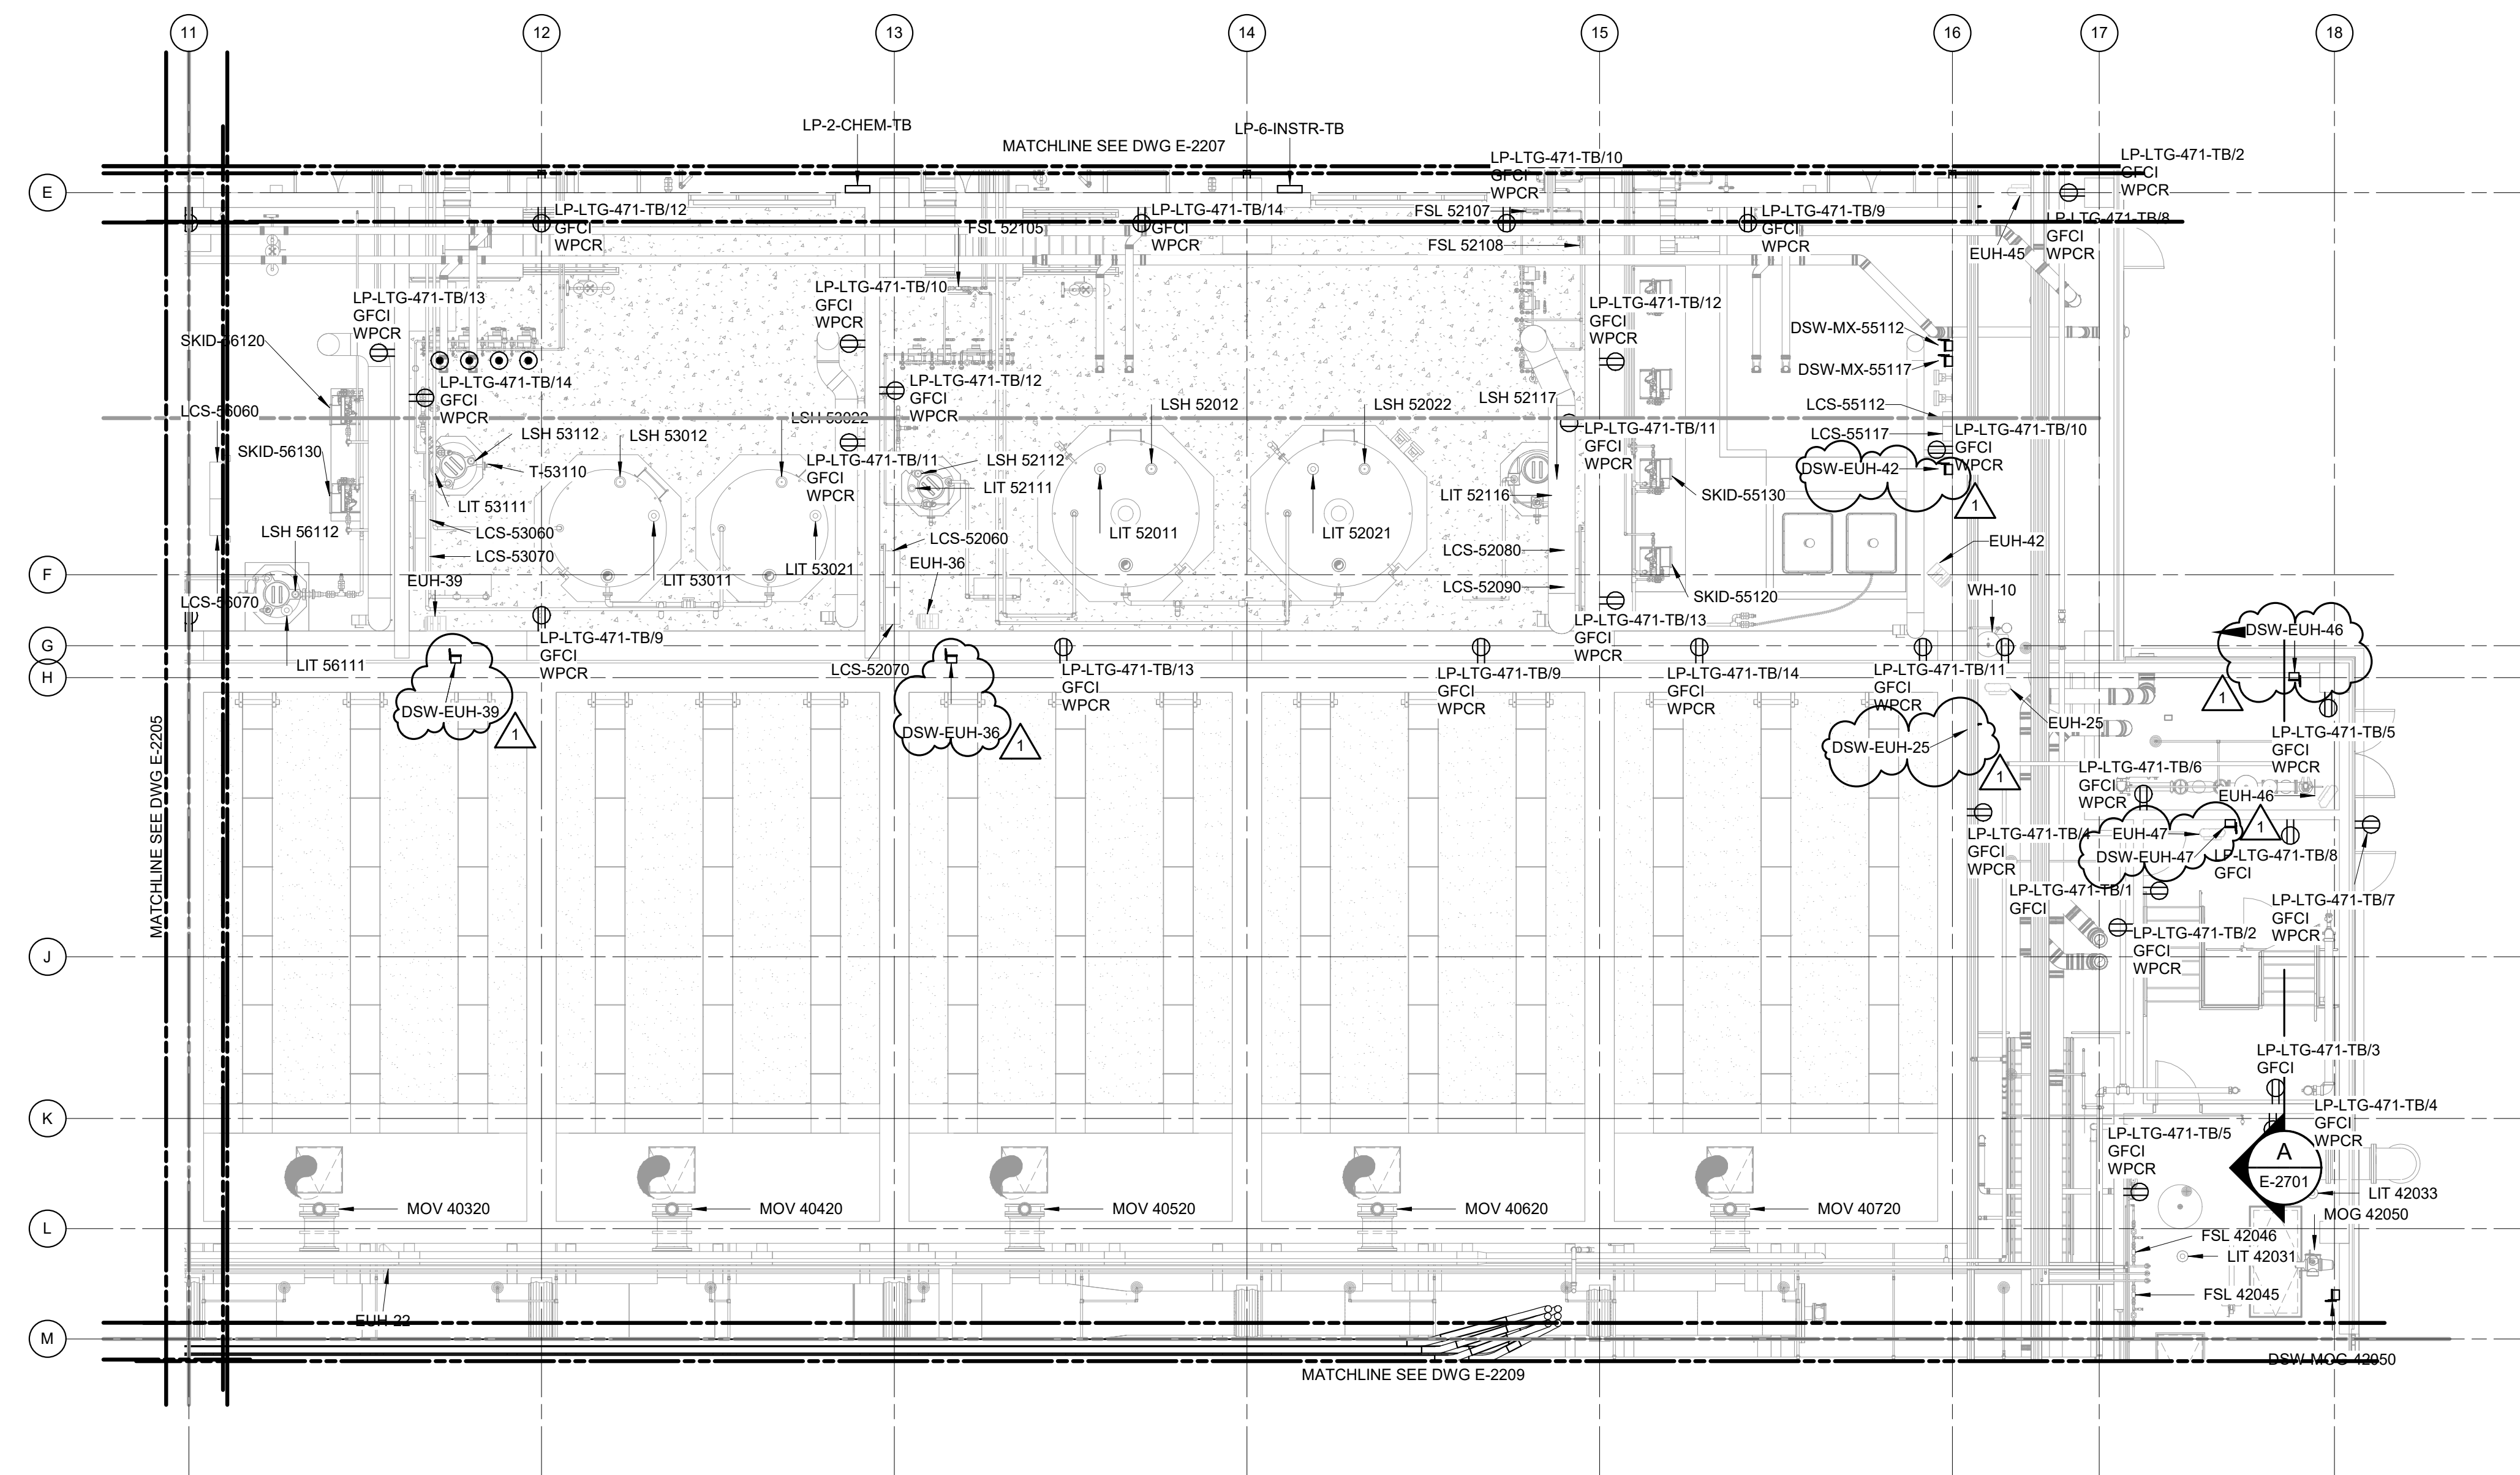 11
12
13
14
15
16
17
18
LP-2-CHEM-TB
LP-6-INSTR-TB
MATCHLINE SEE DWG E-2207
LP-LTG-471-TB/10
GFCI
WPCR
LP-LTG-471-TB/2
GFCI
WPCR
E
LP-LTG-471-TB/12
GFCI
WPCR
FSL 52105
LP-LTG-471-TB/14
GFCI
WPCR
FSL 52107
FSL 52108
LP-LTG-471-TB/9
GFCI
WPCR
LP-LTG-471-TB/8
GFCI
WPCR
EUH-45
LP-LTG-471-TB/13
GFCI
WPCR
LP-LTG-471-TB/10
GFCI
WPCR
LP-LTG-471-TB/12
GFCI
WPCR
SKID-56120
DSW-MX-55112
DSW-MX-55117
LP-LTG-471-TB/14
GFCI
WPCR
LP-LTG-471-TB/12
GFCI
WPCR
LCS-56060
LSH 53022
LSH 52012
LSH 52022
LSH 52117
LCS-55112
LCS-55117
LP-LTG-471-TB/10
GFCI
WPCR
LP-LTG-471-TB/11
GFCI
WPCR
SKID-56130
LSH 53112
LSH 53012
T-53110
LP-LTG-471-TB/11
GFCI
WPCR
LSH 52112
LIT 52111
DSW-EUH-42
1
LIT 52116
SKID-55130
LIT 53111
LSH 56112
LCS-53060
LCS-53070
LCS-52060
LIT 52011
LIT 52021
LCS-52080
EUH-42
EUH-39
LIT 53011
LIT 53021
EUH-36
F
LCS-52090
SKID-55120
WH-10
LCS-56070
G
LP-LTG-471-TB/9
GFCI
WPCR
LP-LTG-471-TB/13
GFCI
WPCR
DSW-EUH-46
1
H
LIT 56111
LCS-52070
LP-LTG-471-TB/13
GFCI
WPCR
LP-LTG-471-TB/9
GFCI
WPCR
LP-LTG-471-TB/14
GFCI
WPCR
LP-LTG-471-TB/11
GFCI
WPCR
DSW-EUH-39
1
DSW-EUH-36
1
DSW-EUH-25
1
EUH-25
LP-LTG-471-TB/5
GFCI
WPCR
LP-LTG-471-TB/6
GFCI
WPCR
EUH-46
MATCHLINE SEE DWG E-2205
LP-LTG-471-TB/4
GFCI
WPCR
EUH-47
DSW-EUH-47
1
LP-LTG-471-TB/8
GFCI
LP-LTG-471-TB/1
GFCI
LP-LTG-471-TB/7
GFCI
WPCR
LP-LTG-471-TB/2
GFCI
WPCR
J
LP-LTG-471-TB/3
GFCI
K
LP-LTG-471-TB/4
GFCI
WPCR
LP-LTG-471-TB/5
GFCI
WPCR
A
E-2701
LIT 42033
MOV 40320
MOV 40420
MOV 40520
MOV 40620
MOV 40720
MOG 42050
L
FSL 42046
LIT 42031
FSL 42045
EUH-22
M
DSW-MOG-42050
MATCHLINE SEE DWG E-2209